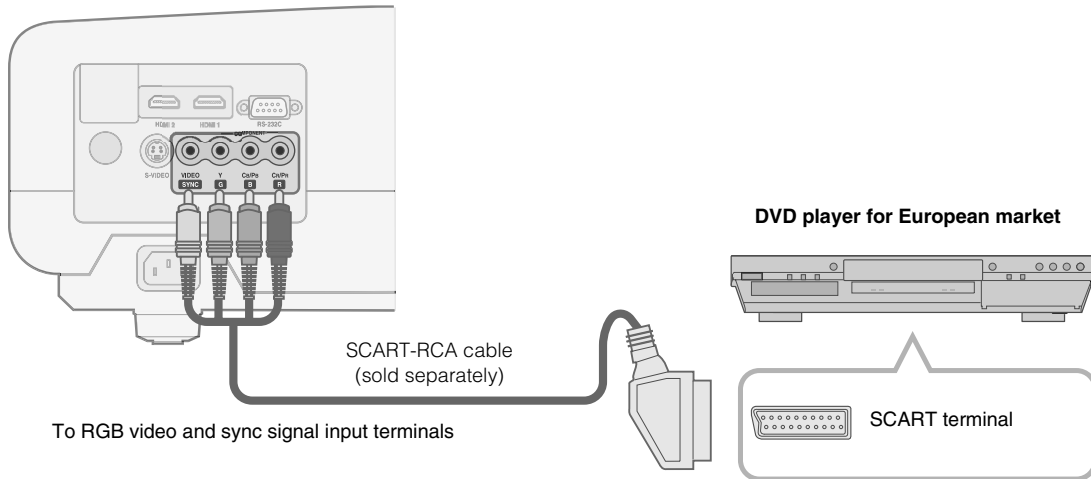 HDMI 2 HDMI 1 RS-232C
COMPONENT
S-VIDEO VIDEO Y CB/PB CR/PR
SYNC G B R
DVD player for European market
SCART-RCA cable
(sold separately)
To RGB video and sync signal input terminals
SCART terminal